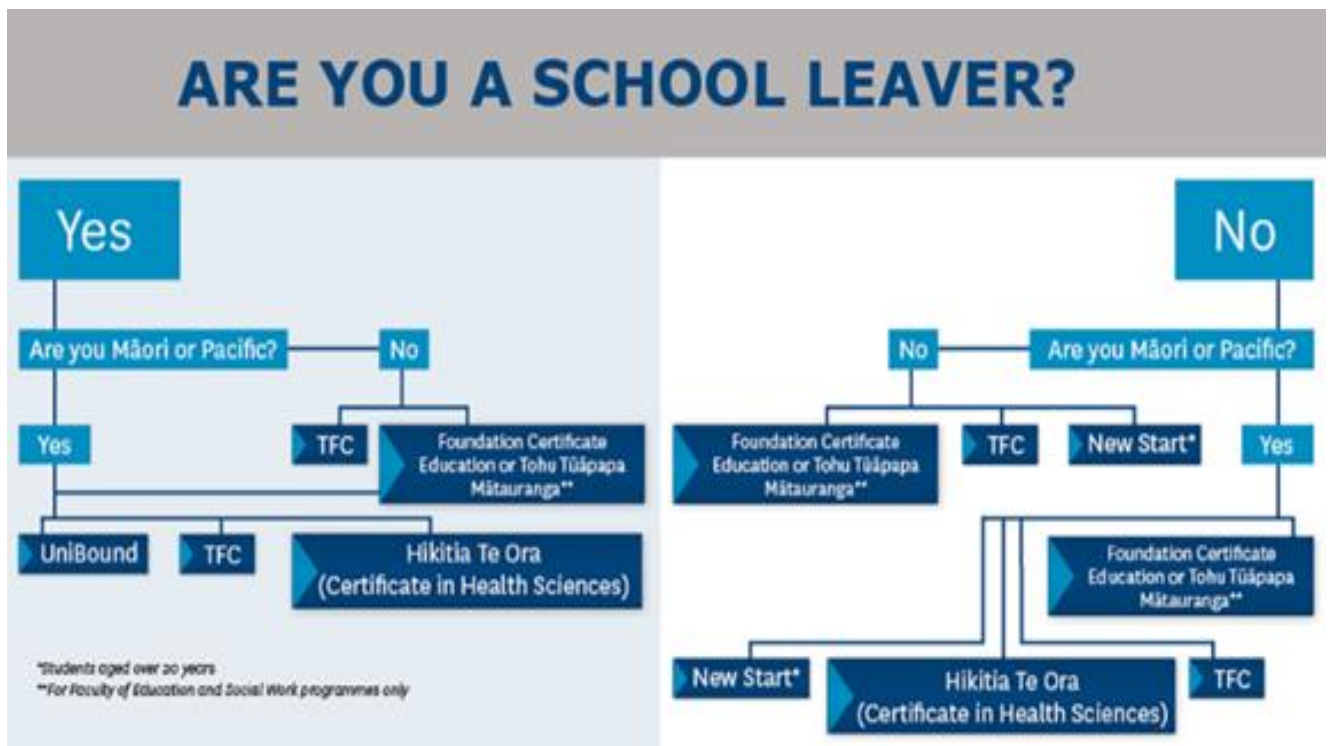 ARE YOU A SCHOOL LEAVER?
Yes
Are you Māori or Pacific?
No
Yes
TFC
Foundation Certificate
Education or Tohu Tūāpapa
Mātauranga**
UniBound
TFC
Hikitia Te Ora
(Certificate in Health Sciences)
*Students aged over 20 years
**For Faculty of Education and Social Work programmes only
No
No
Are you Māori or Pacific?
Foundation Certificate
Education or Tohu Tūāpapa
Mātauranga**
TFC
New Start*
Yes
Foundation Certificate
Education or Tohu Tūāpapa
Mātauranga**
New Start*
Hikitia Te Ora
(Certificate in Health Sciences)
TFC